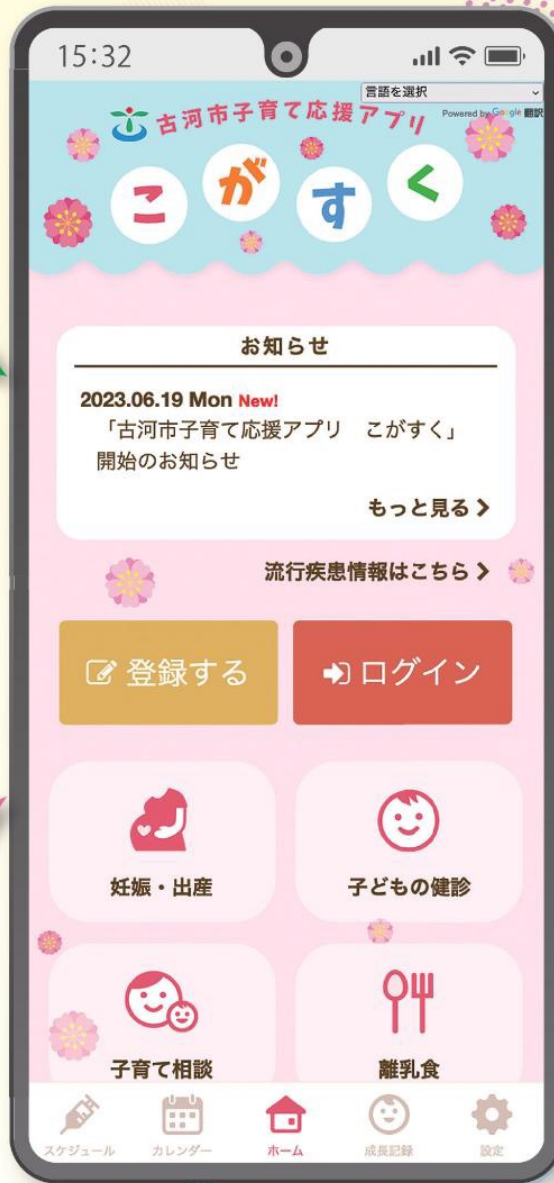 15:32
言語を選択
Powered by Google 翻訳
古河市子育て応援アプリ
こがすく
お知らせ
2023.06.19 Mon New!
「古河市子育て応援アプリ　こがすく」
開始のお知らせ
もっと見る
流行疾患情報はこちら
登録する
ログイン
妊娠・出産
子どもの健診
子育て相談
離乳食
スケジュール
カレンダー
ホーム
成長記録
設定